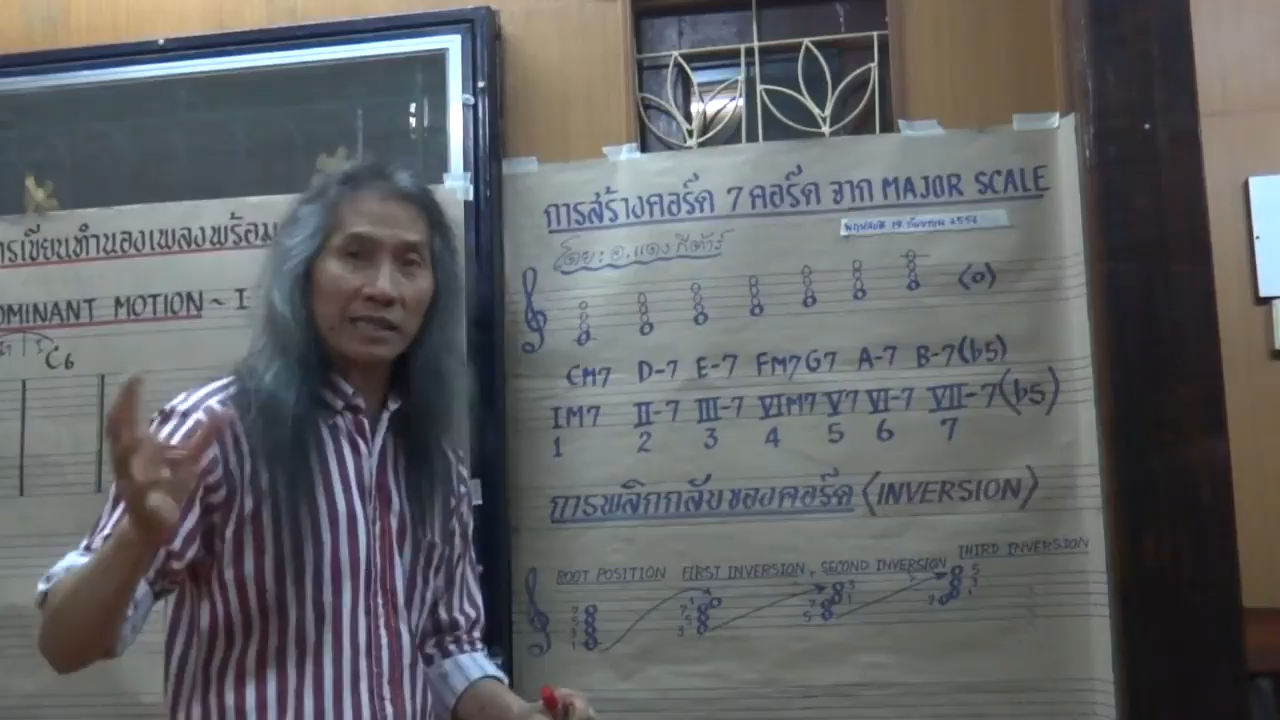 ารเขียนทำนองเพลงพร้อม
OMINANT MOTION ~ I
C6
การสร้างคอร์ด 7 คอร์ด จาก MAJOR SCALE
โดย: อ.แดง กีต้าร์
(o)
CM7 D-7 E-7 FM7 G7 A-7 B-7(b5)
IM7 II-7 III-7 VIM7 V7 VI-7 VII-7(b5)
1 2 3 4 5 6 7
การพลิกกลับของคอร์ด (INVERSION)
ROOT POSITION FIRST INVERSION, SECOND INVERSION THIRD INVERSION